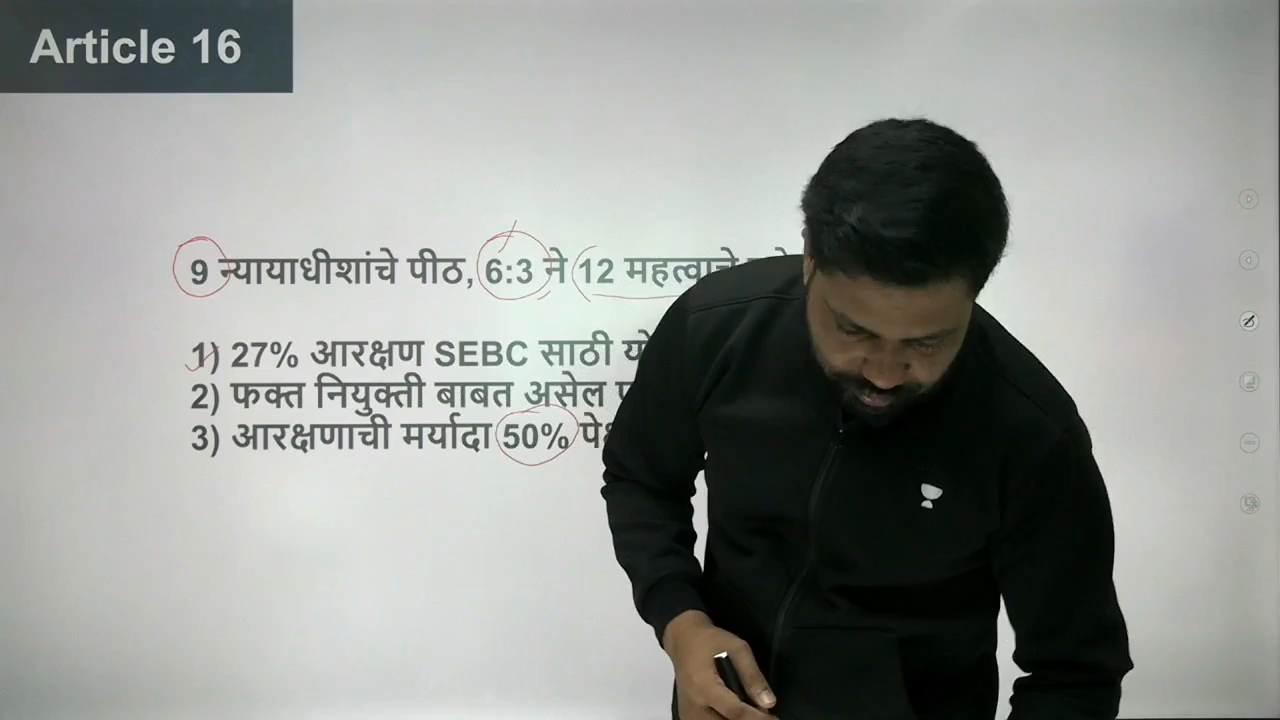 Article 16
9 न्यायाधीशांचे पीठ, 6:3 ने 12 महत्वाचे
1) 27% आरक्षण SEBC साठी
2) फक्त नियुक्ती बाबत असेल
3) आरक्षणाची मर्यादा 50%